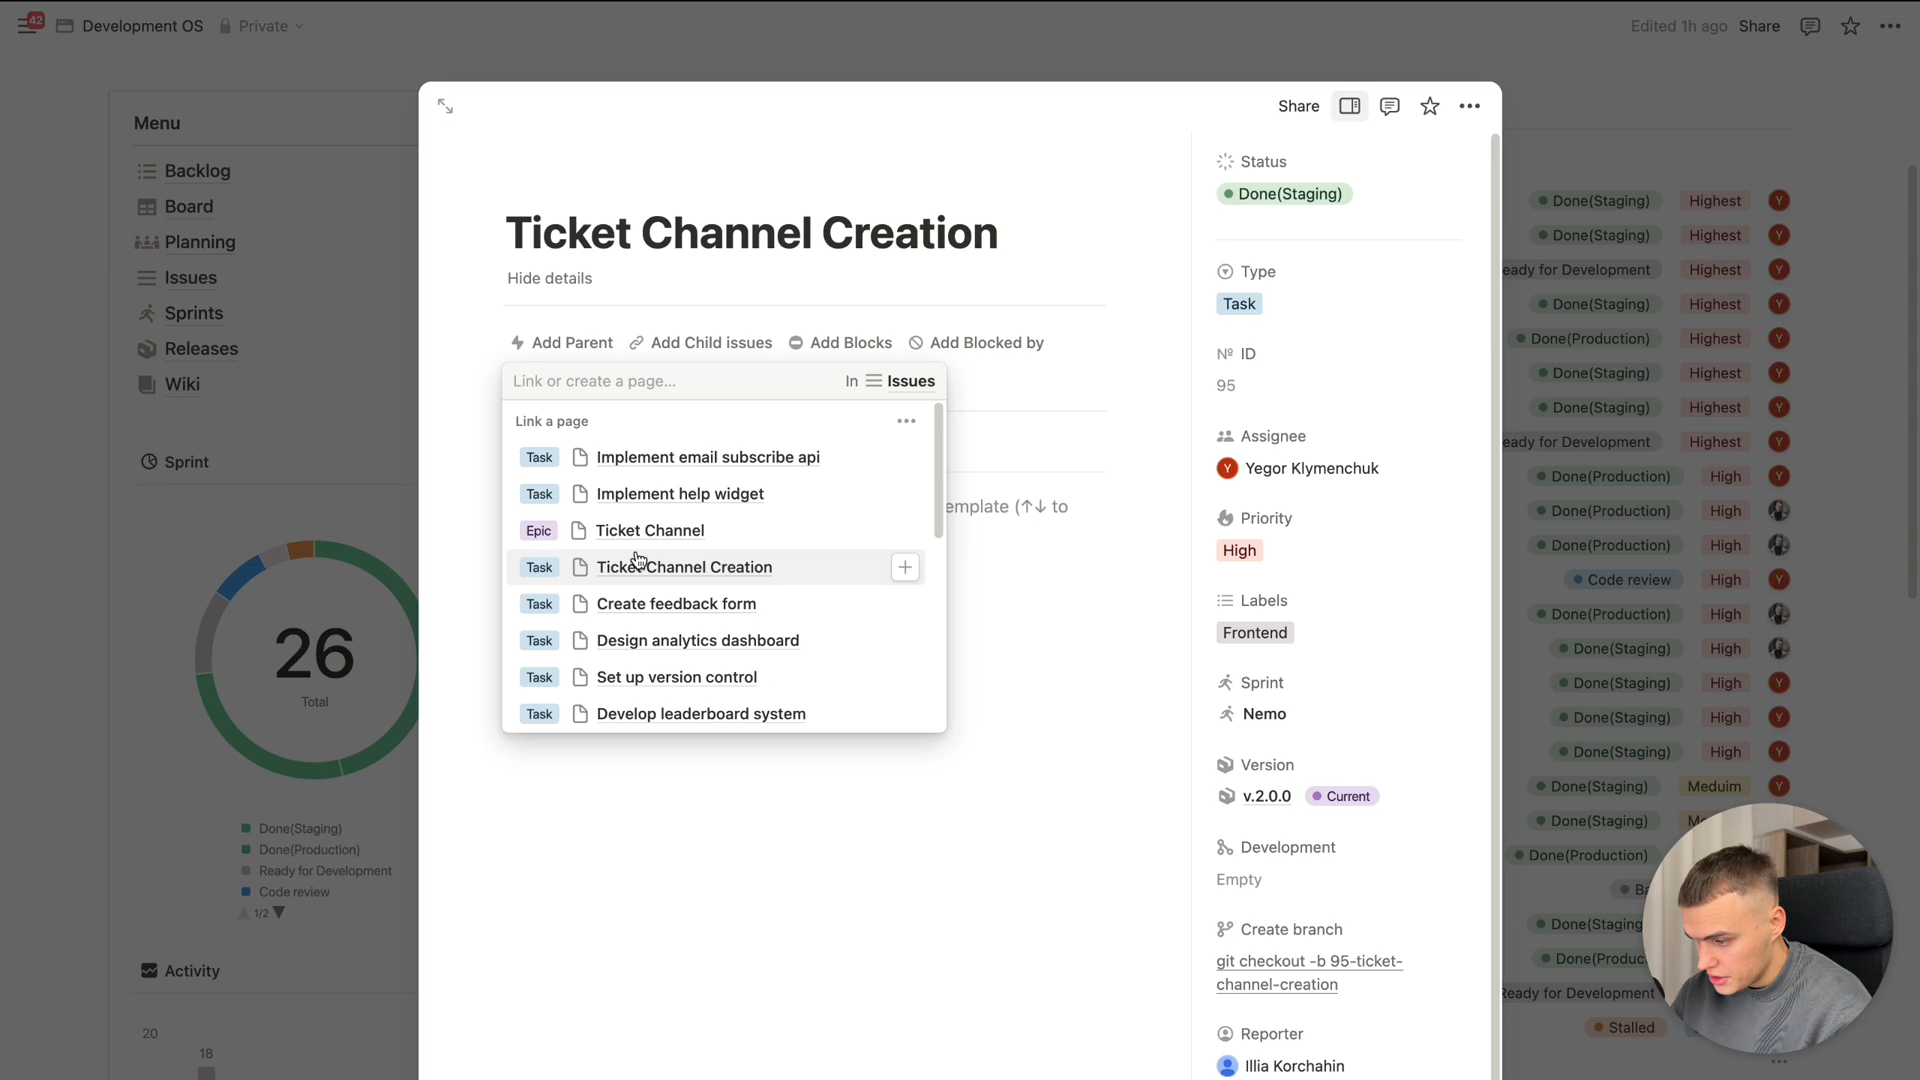 42
Development OS
Private
Edited 1h ago
Share
Menu
Backlog
Board
Planning
Issues
Sprints
Releases
Wiki
Sprint
26
Total
Done(Staging)
Done(Production)
Ready for Development
Code review
1/2
Activity
20
18
Share
Ticket Channel Creation
Hide details
Add Parent
Add Child issues
Add Blocks
Add Blocked by
Link or create a page...
In Issues
Link a page
Task Implement email subscribe api
Task Implement help widget
Epic Ticket Channel
Task Ticket Channel Creation
Task Create feedback form
Task Design analytics dashboard
Task Set up version control
Task Develop leaderboard system
emplate (↑↓ to
Status
Done(Staging)
Type
Task
Nº ID
95
Assignee
Y Yegor Klymenchuk
Priority
High
Labels
Frontend
Sprint
Nemo
Version
v.2.0.0 Current
Development
Empty
Create branch
git checkout -b 95-ticket-
channel-creation
Reporter
Illia Korchahin
Done(Staging) Highest Y
Done(Staging) Highest Y
eady for Development Highest Y
Done(Staging) Highest Y
Done(Production) Highest Y
Done(Staging) Highest Y
Done(Staging) Highest Y
eady for Development Highest Y
Done(Production) High Y
Done(Production) High
Done(Production) High
Code review High Y
Done(Production) High
Done(Staging) High
Done(Staging) High Y
Done(Staging) High Y
Done(Staging) High Y
Done(Staging) Meduim Y
Done(Staging)
Done(Production)
Done(Staging
Done(Produc
Ready for Development
Stalled